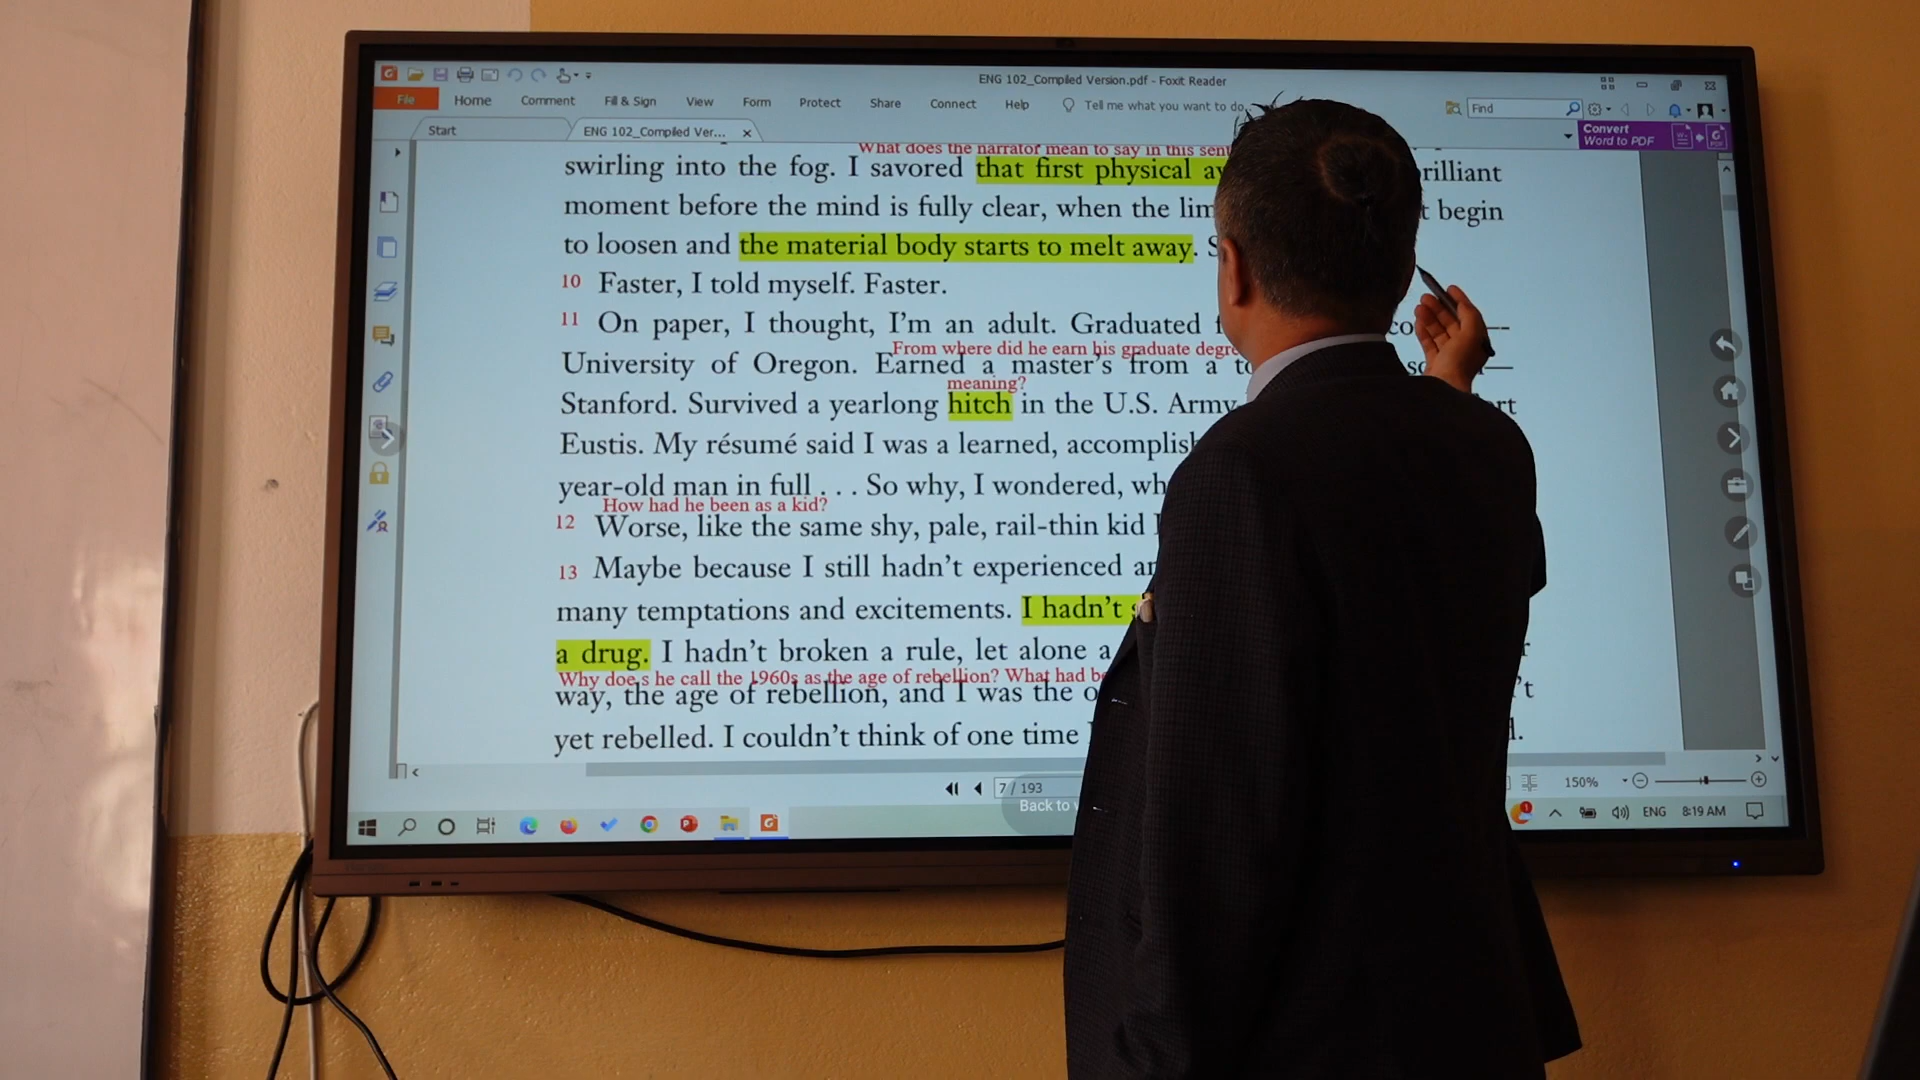 ENG 102_Compiled Version.pdf - Foxit Reader
File Home Comment Fill & Sign View Form Protect Share Connect Help Tell me what you want to do.. Find
Start ENG 102_Compiled Ver...
Convert
Word to PDF
What does the narrator mean to say in this
swirling into the fog. I savored that first physical
moment before the mind is fully clear, when the begin
to loosen and the material body starts to melt away.
10 Faster, I told myself. Faster.
11 On paper, I thought, I'm an adult. Graduated
From where did he earn his graduate
University of Oregon. Earned a master's from a
meaning?
Stanford. Survived a yearlong hitch in the U.S. Army
Eustis. My résumé said I was a learned,
year-old man in full . . . So why, I wondered,
How had he been as a kid?
12 Worse, like the same shy, pale, rail-thin kid
13 Maybe because I still hadn't experienced
many temptations and excitements. I hadn't
a drug. I hadn't broken a rule, let alone a
Why doe s he call the 1960s as the age of rebellion? What had
way, the age of rebellion, and I was the
yet rebelled. I couldn't think of one time
7 / 193
150%
Back to
ENG 8:19 AM